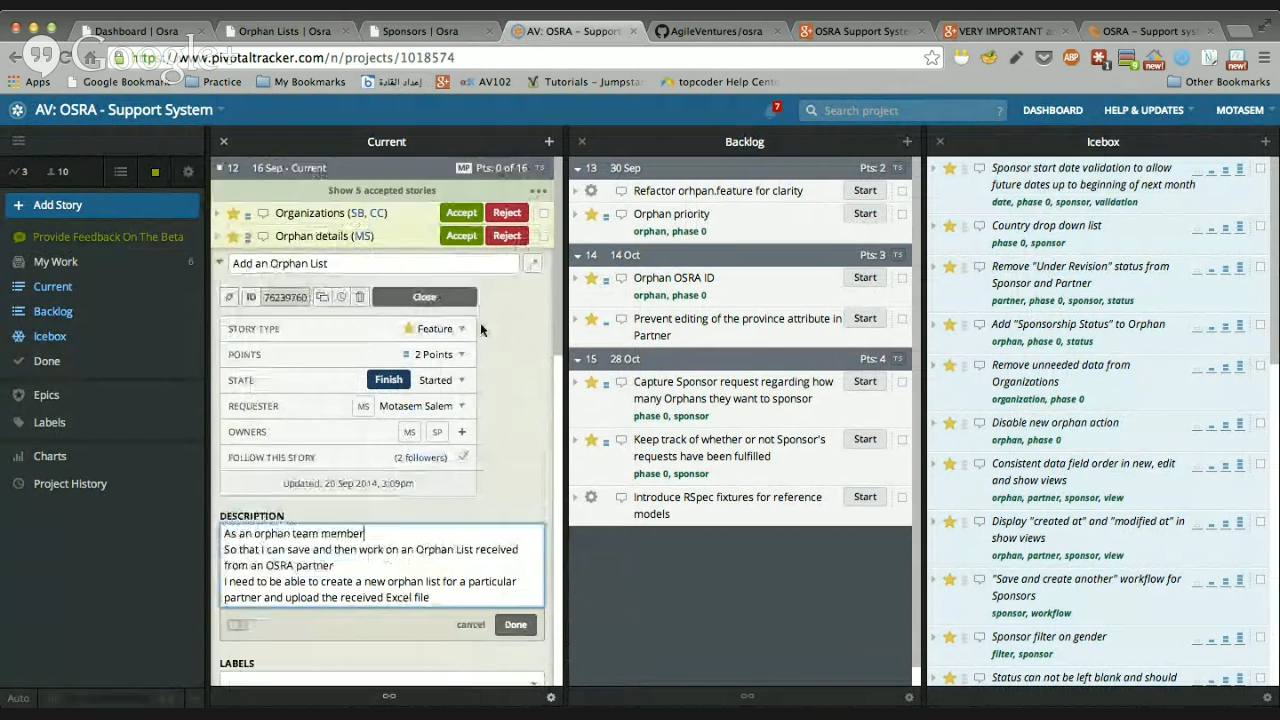 Dashboard | Osra
Orphan Lists | Osra
Sponsors | Osra
AV: OSRA - Support
AgileVentures/osra
OSRA Support Syste
VERY IMPORTANT a
OSRA – Support syst
Google+
https://www.pivotaltracker.com/n/projects/1018574
Apps
Google Bookmark
Practice
My Bookmarks
إعداد القادة
AV102
Tutorials - Jumpstar
topcoder Help Cente
Other Bookmarks
AV: OSRA - Support System
7
Search project
?
DASHBOARD
HELP & UPDATES
MOTASEM
3
10
Add Story
Provide Feedback On The Beta
My Work 6
Current
Backlog
Icebox
Done
Epics
Labels
Charts
Project History
Auto
Current
12 16 Sep - Current MP Pts: 0 of 16 TS
Show 5 accepted stories
Organizations (SB, CC) Accept Reject
Orphan details (MS) Accept Reject
Add an Orphan List
ID 76239760 Close
STORY TYPE Feature
POINTS 2 Points
STATE Finish Started
REQUESTER MS Motasem Salem
OWNERS MS SP +
FOLLOW THIS STORY (2 followers)
Updated: 20 Sep 2014, 3:09pm
DESCRIPTION
As an orphan team member
So that i can save and then work on an Orphan List received
from an OSRA partner
I need to be able to create a new orphan list for a particular
partner and upload the received Excel file
cancel Done
LABELS
Backlog
13 30 Sep Pts: 2 TS
Refactor orhpan.feature for clarity Start
Orphan priority Start
orphan, phase 0
14 14 Oct Pts: 3 TS
Orphan OSRA ID Start
orphan, phase 0
Prevent editing of the province attribute in Start
Partner
15 28 Oct Pts: 4 TS
Capture Sponsor request regarding how Start
many Orphans they want to sponsor
phase 0, sponsor
Keep track of whether or not Sponsor's Start
requests have been fulfilled
phase 0, sponsor
Introduce RSpec fixtures for reference Start
models
Icebox
Sponsor start date validation to allow
future dates up to beginning of next month
date, phase 0, sponsor, validation
Country drop down list
phase 0, sponsor
Remove "Under Revision" status from
Sponsor and Partner
partner, phase 0, sponsor, status
Add "Sponsorship Status" to Orphan
orphan, phase 0, status
Remove unneeded data from
Organizations
organization, phase 0
Disable new orphan action
orphan, phase 0
Consistent data field order in new, edit
and show views
orphan, partner, sponsor, view
Display "created at" and "modified at" in
show views
orphan, partner, sponsor, view
"Save and create another" workflow for
Sponsors
sponsor, workflow
Sponsor filter on gender
filter, sponsor
Status can not be left blank and should